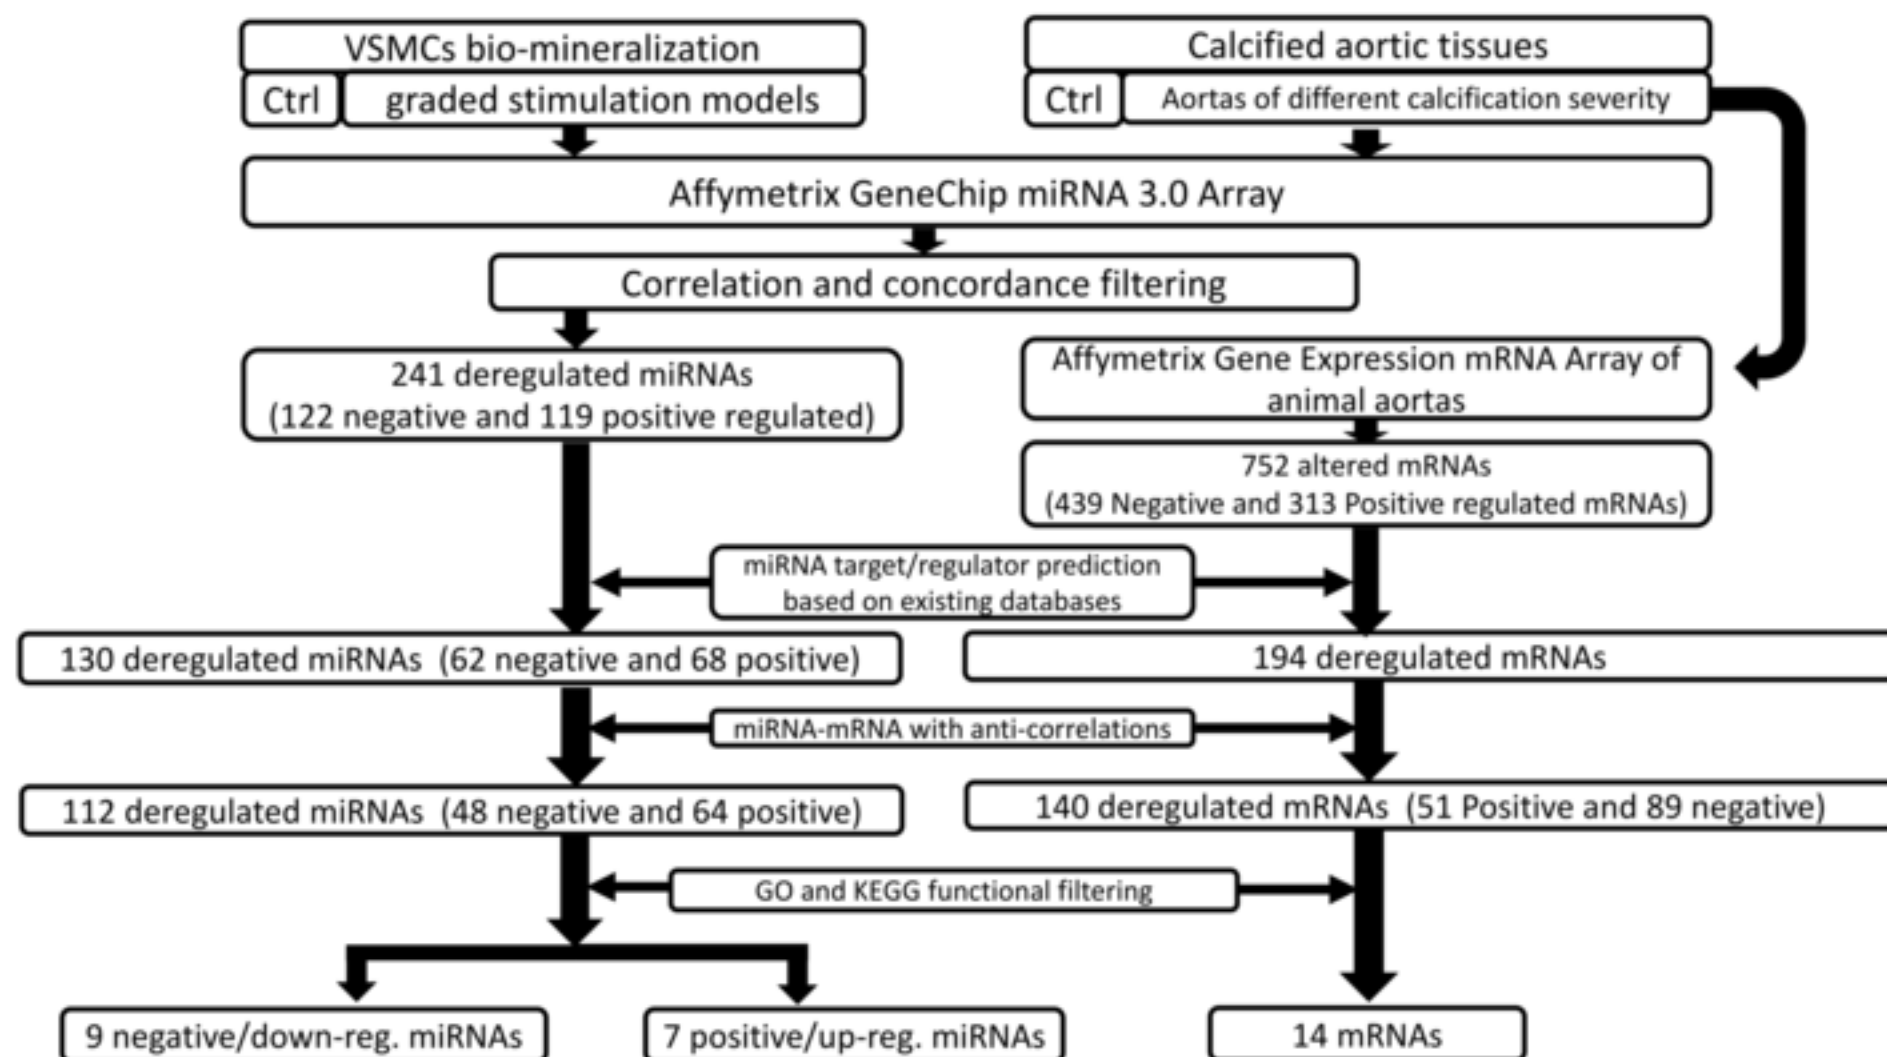 VSMCs bio-mineralization
Ctrl
graded stimulation models
Calcified aortic tissues
Ctrl
Aortas of different calcification severity
Affymetrix GeneChip miRNA 3.0 Array
Correlation and concordance filtering
241 deregulated miRNAs
(122 negative and 119 positive regulated)
Affymetrix Gene Expression mRNA Array of
animal aortas
752 altered mRNAs
(439 Negative and 313 Positive regulated mRNAs)
miRNA target/regulator prediction
based on existing databases
130 deregulated miRNAs (62 negative and 68 positive)
194 deregulated mRNAs
miRNA-mRNA with anti-correlations
112 deregulated miRNAs (48 negative and 64 positive)
140 deregulated mRNAs (51 Positive and 89 negative)
GO and KEGG functional filtering
9 negative/down-reg. miRNAs
7 positive/up-reg. miRNAs
14 mRNAs